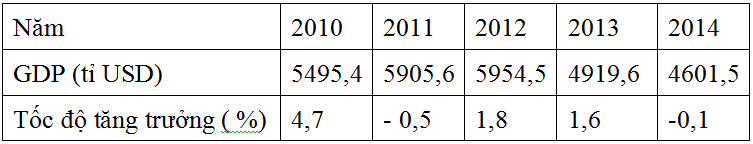 Năm 2010 2011 2012 2013 2014
GDP (tỉ USD) 5495,4 5905,6 5954,5 4919,6 4601,5
Tốc độ tăng trưởng ( %) 4,7 - 0,5 1,8 1,6 -0,1